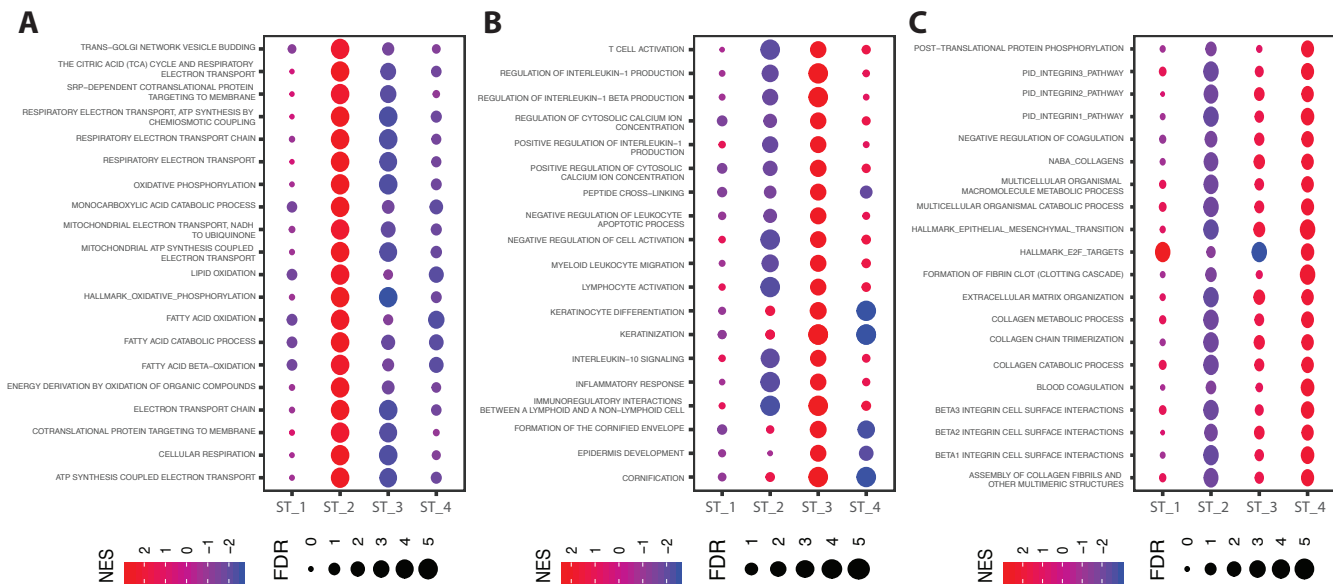 A
TRANS-GOLGI NETWORK VESICLE BUDDING
THE CITRIC ACID (TCA) CYCLE AND RESPIRATORY
ELECTRON TRANSPORT
SRP-DEPENDENT COTRANSLATIONAL PROTEIN
TARGETING TO MEMBRANE
RESPIRATORY ELECTRON TRANSPORT, ATP SYNTHESIS BY
CHEMIOSMOTIC COUPLING
RESPIRATORY ELECTRON TRANSPORT CHAIN
RESPIRATORY ELECTRON TRANSPORT
OXIDATIVE PHOSPHORYLATION
MONOCARBOXYLIC ACID CATABOLIC PROCESS
MITOCHONDRIAL ELECTRON TRANSPORT, NADH
TO UBIQUINONE
MITOCHONDRIAL ATP SYNTHESIS COUPLED
ELECTRON TRANSPORT
LIPID OXIDATION
HALLMARK_OXIDATIVE_PHOSPHORYLATION
FATTY ACID OXIDATION
FATTY ACID CATABOLIC PROCESS
FATTY ACID BETA-OXIDATION
ENERGY DERIVATION BY OXIDATION OF ORGANIC COMPOUNDS
ELECTRON TRANSPORT CHAIN
COTRANSLATIONAL PROTEIN TARGETING TO MEMBRANE
CELLULAR RESPIRATION
ATP SYNTHESIS COUPLED ELECTRON TRANSPORT
ST_1 ST_2 ST_3 ST_4
NES 2 1 0 -1 -2
FDR 0 1 2 3 4 5
B
T CELL ACTIVATION
REGULATION OF INTERLEUKIN-1 PRODUCTION
REGULATION OF INTERLEUKIN-1 BETA PRODUCTION
REGULATION OF CYTOSOLIC CALCIUM ION
CONCENTRATION
POSITIVE REGULATION OF INTERLEUKIN-1
PRODUCTION
POSITIVE REGULATION OF CYTOSOLIC
CALCIUM ION CONCENTRATION
PEPTIDE CROSS-LINKING
NEGATIVE REGULATION OF LEUKOCYTE
APOPTOTIC PROCESS
NEGATIVE REGULATION OF CELL ACTIVATION
MYELOID LEUKOCYTE MIGRATION
LYMPHOCYTE ACTIVATION
KERATINOCYTE DIFFERENTIATION
KERATINIZATION
INTERLEUKIN-10 SIGNALING
INFLAMMATORY RESPONSE
IMMUNOREGULATORY INTERACTIONS
BETWEEN A LYMPHOID AND A NON-LYMPHOID CELL
FORMATION OF THE CORNIFIED ENVELOPE
EPIDERMIS DEVELOPMENT
CORNIFICATION
ST_1 ST_2 ST_3 ST_4
NES 2 1 0 -1 -2
FDR 1 2 3 4 5
C
POST-TRANSLATIONAL PROTEIN PHOSPHORYLATION
PID_INTEGRIN3_PATHWAY
PID_INTEGRIN2_PATHWAY
PID_INTEGRIN1_PATHWAY
NEGATIVE REGULATION OF COAGULATION
NABA_COLLAGENS
MULTICELLULAR ORGANISMAL
MACROMOLECULE METABOLIC PROCESS
MULTICELLULAR ORGANISMAL CATABOLIC PROCESS
HALLMARK_EPITHELIAL_MESENCHYMAL_TRANSITION
HALLMARK_E2F_TARGETS
FORMATION OF FIBRIN CLOT (CLOTTING CASCADE)
EXTRACELLULAR MATRIX ORGANIZATION
COLLAGEN METABOLIC PROCESS
COLLAGEN CHAIN TRIMERIZATION
COLLAGEN CATABOLIC PROCESS
BLOOD COAGULATION
BETA3 INTEGRIN CELL SURFACE INTERACTIONS
BETA2 INTEGRIN CELL SURFACE INTERACTIONS
BETA1 INTEGRIN CELL SURFACE INTERACTIONS
ASSEMBLY OF COLLAGEN FIBRILS AND
OTHER MULTIMERIC STRUCTURES
ST_1 ST_2 ST_3 ST_4
NES 2 1 0 -1 -2
FDR 0 1 2 3 4 5